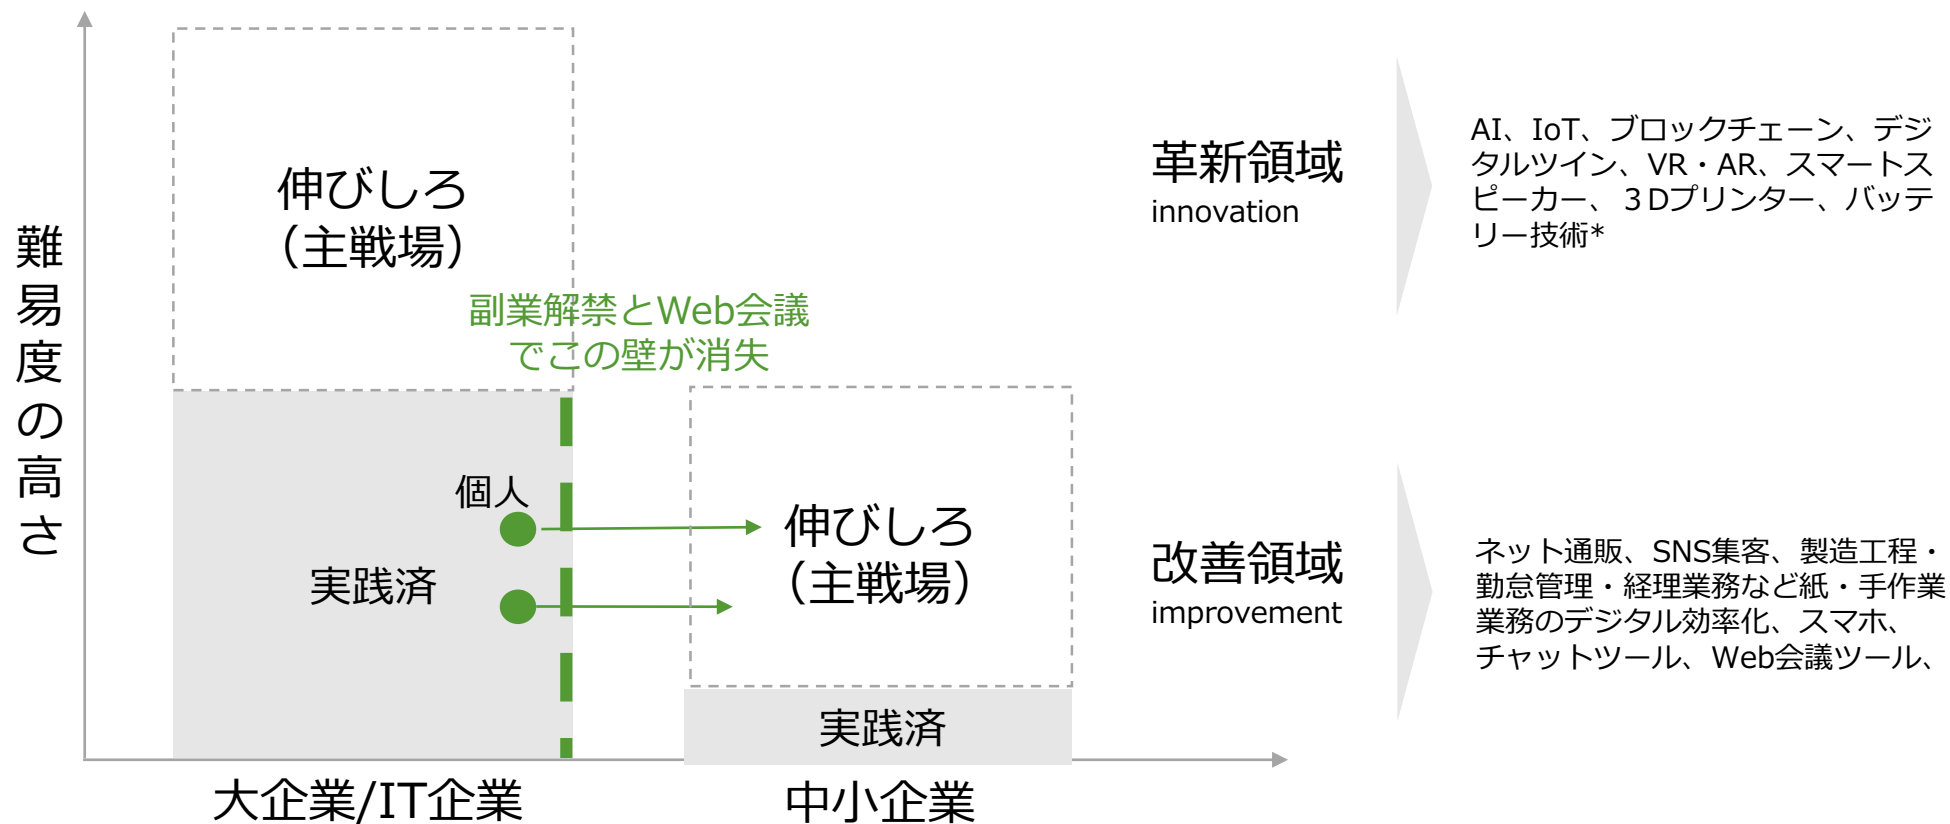 難易度の高さ
伸びしろ
（主戦場）
副業解禁とWeb会議
でこの壁が消失
個人
実践済
大企業/IT企業
伸びしろ
（主戦場）
実践済
中小企業
革新領域
innovation
AI、IoT、ブロックチェーン、デジ
タルツイン、VR・AR、スマートス
ピーカー、３Dプリンター、バッテ
リー技術*
改善領域
improvement
ネット通販、SNS集客、製造工程・
勤怠管理・経理業務など紙・手作業
業務のデジタル効率化、スマホ、
チャットツール、Web会議ツール、